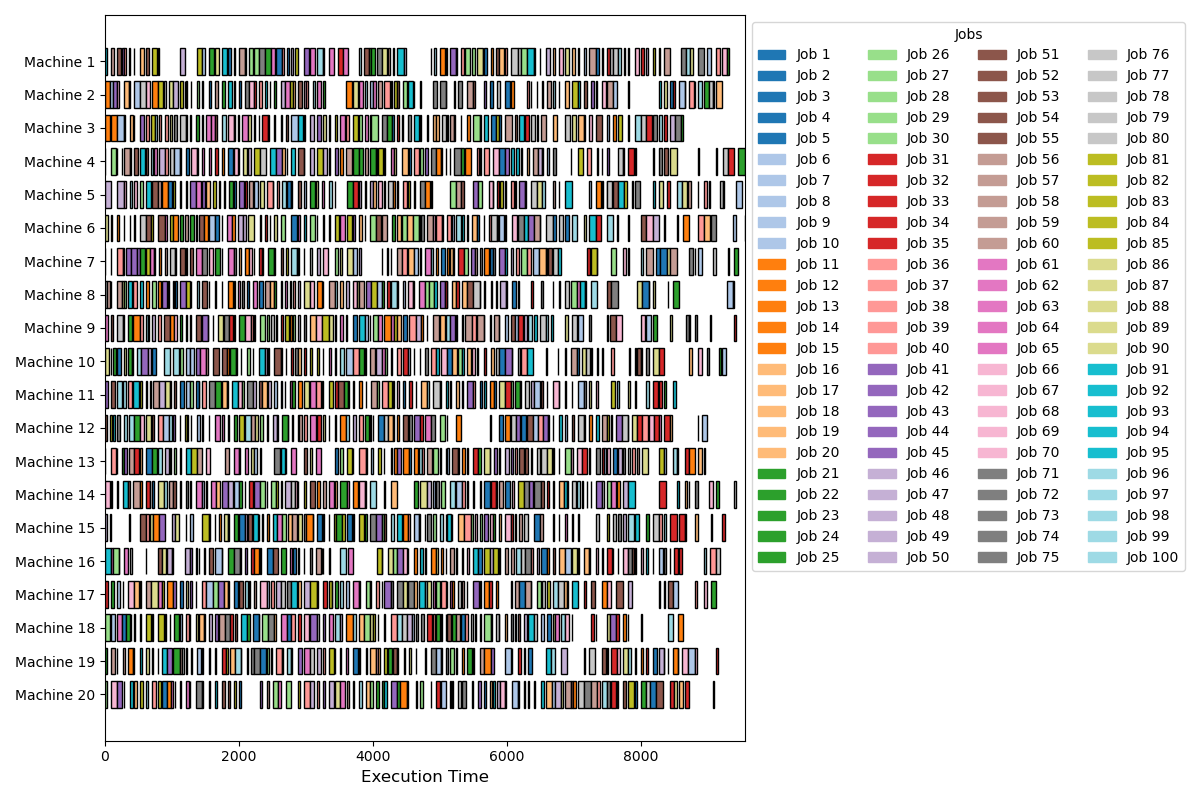 Machine 1
Machine 2
Machine 3
Machine 4
Machine 5
Machine 6
Machine 7
Machine 8
Machine 9
Machine 10
Machine 11
Machine 12
Machine 13
Machine 14
Machine 15
Machine 16
Machine 17
Machine 18
Machine 19
Machine 20
0 2000 4000 6000 8000
Execution Time
Jobs
Job 1 Job 26 Job 51 Job 76
Job 2 Job 27 Job 52 Job 77
Job 3 Job 28 Job 53 Job 78
Job 4 Job 29 Job 54 Job 79
Job 5 Job 30 Job 55 Job 80
Job 6 Job 31 Job 56 Job 81
Job 7 Job 32 Job 57 Job 82
Job 8 Job 33 Job 58 Job 83
Job 9 Job 34 Job 59 Job 84
Job 10 Job 35 Job 60 Job 85
Job 11 Job 36 Job 61 Job 86
Job 12 Job 37 Job 62 Job 87
Job 13 Job 38 Job 63 Job 88
Job 14 Job 39 Job 64 Job 89
Job 15 Job 40 Job 65 Job 90
Job 16 Job 41 Job 66 Job 91
Job 17 Job 42 Job 67 Job 92
Job 18 Job 43 Job 68 Job 93
Job 19 Job 44 Job 69 Job 94
Job 20 Job 45 Job 70 Job 95
Job 21 Job 46 Job 71 Job 96
Job 22 Job 47 Job 72 Job 97
Job 23 Job 48 Job 73 Job 98
Job 24 Job 49 Job 74 Job 99
Job 25 Job 50 Job 75 Job 100